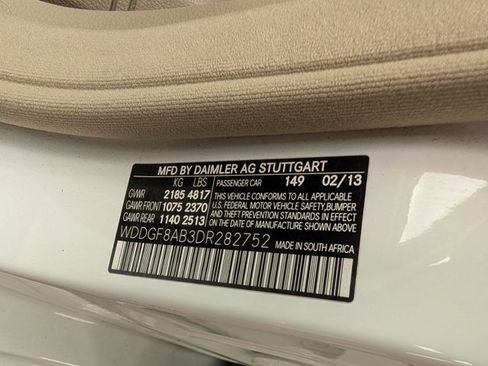 MFD BY DAIMLER AG STUTTGART
KG LBS PASSENGER CAR 149 02/13
GWR 2185 4817 THIS VEHICLE CONFORMS TO ALL APPLICABLE
GAWR FRONT 1075 2370 U.S. FEDERAL MOTOR VEHICLE SAFETY, BUMPER
GAWR REAR 1140 2513 AND THEFT PREVENTION STANDARDS IN EFFECT
ON THE DATE OF MANUFACTURE SHOWN ABOVE.
WDDGF8AB3DR282752 MADE IN SOUTH AFRICA